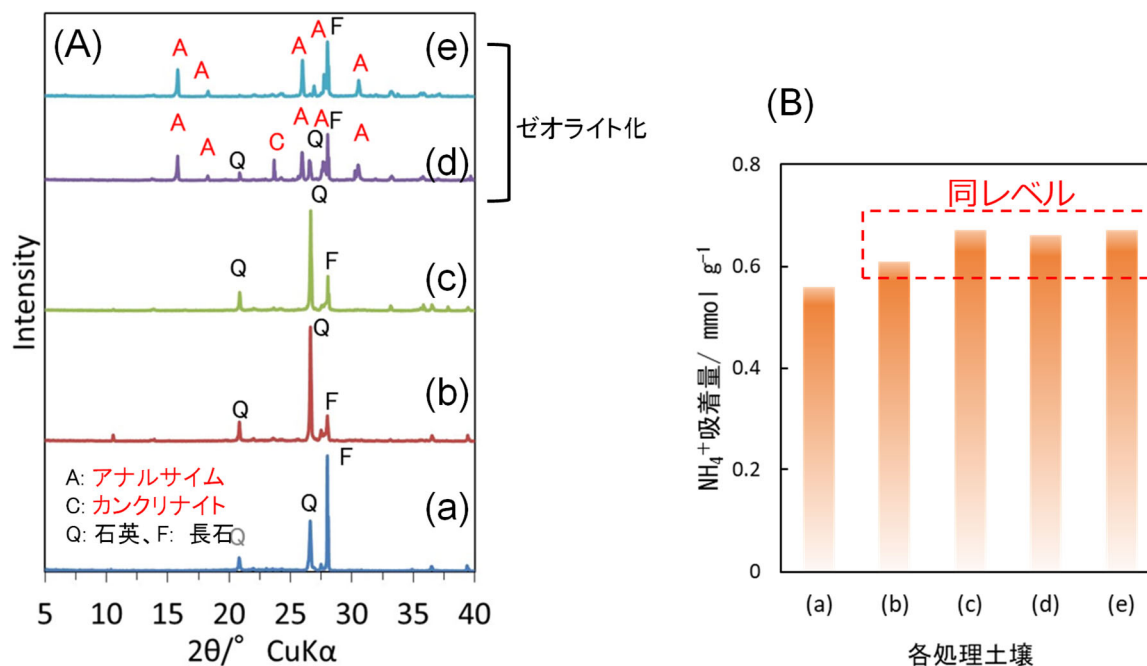 (A)
A
A
A
A
F
A
(e)
ゼオライト化
A
A
Q
C
A
A
Q
F
A
(d)
Q
Q
F
(c)
Q
Q
F
(b)
Q
Q
F
(a)
A: アナルサイム
C: カンクリナイト
Q: 石英、F: 長石
Intensity
5
10
15
20
25
30
35
40
2θ/° CuKα
(B)
同レベル
NH₄⁺吸着量/ mmol g⁻¹
0.8
0.6
0.4
0.2
0
(a)
(b)
(c)
(d)
(e)
各処理土壌